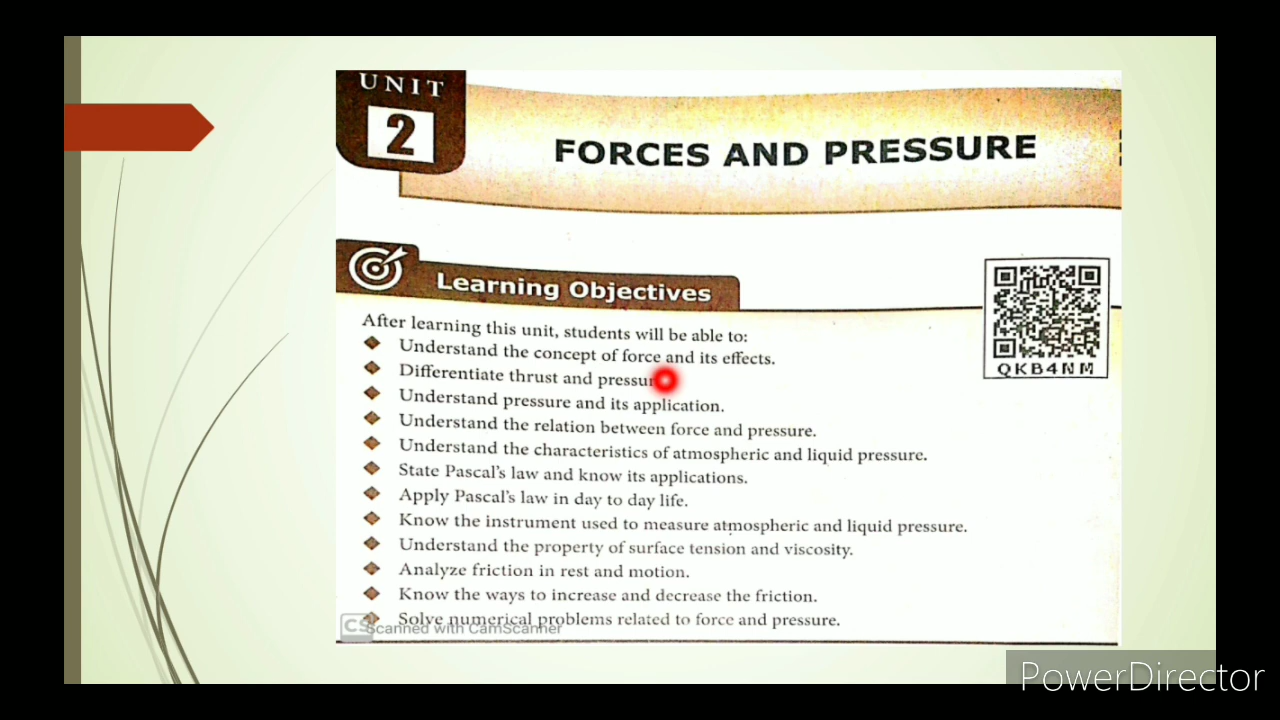 UNIT
2
FORCES AND PRESSURE
Learning Objectives
QKB4NM
After learning this unit, students will be able to:
Understand the concept of force and its effects.
Differentiate thrust and pressur
Understand pressure and its application.
Understand the relation between force and pressure.
Understand the characteristics of atmospheric and liquid pressure.
State Pascal's law and know its applications.
Apply Pascal's law in day to day life.
Know the instrument used to measure atmospheric and liquid pressure.
Understand the property of surface tension and viscosity.
Analyze friction in rest and motion.
Know the ways to increase and decrease the friction.
Solve numerical problems related to force and pressure.
CS Scanned with CamScanner
PowerDirector